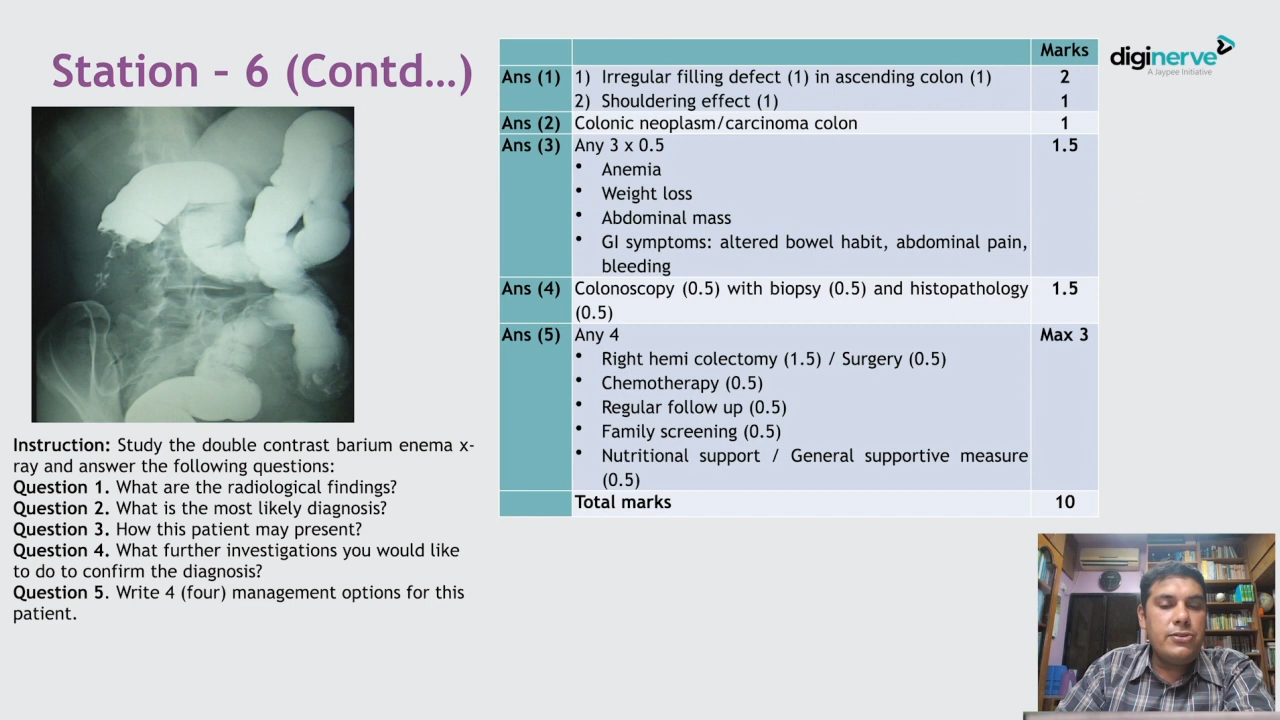 Station - 6 (Contd...)
Instruction: Study the double contrast barium enema x-
ray and answer the following questions:
Question 1. What are the radiological findings?
Question 2. What is the most likely diagnosis?
Question 3. How this patient may present?
Question 4. What further investigations you would like
to do to confirm the diagnosis?
Question 5. Write 4 (four) management options for this
patient.
Marks
Ans (1) 1) Irregular filling defect (1) in ascending colon (1) 2
2) Shouldering effect (1) 1
Ans (2) Colonic neoplasm/carcinoma colon 1
Ans (3) Any 3 x 0.5 1.5
• Anemia
• Weight loss
• Abdominal mass
• GI symptoms: altered bowel habit, abdominal pain,
bleeding
Ans (4) Colonoscopy (0.5) with biopsy (0.5) and histopathology 1.5
(0.5)
Ans (5) Any 4 Max 3
• Right hemi colectomy (1.5) / Surgery (0.5)
• Chemotherapy (0.5)
• Regular follow up (0.5)
• Family screening (0.5)
• Nutritional support / General supportive measure
(0.5)
Total marks 10
diginerve
A Jaypee Initiative